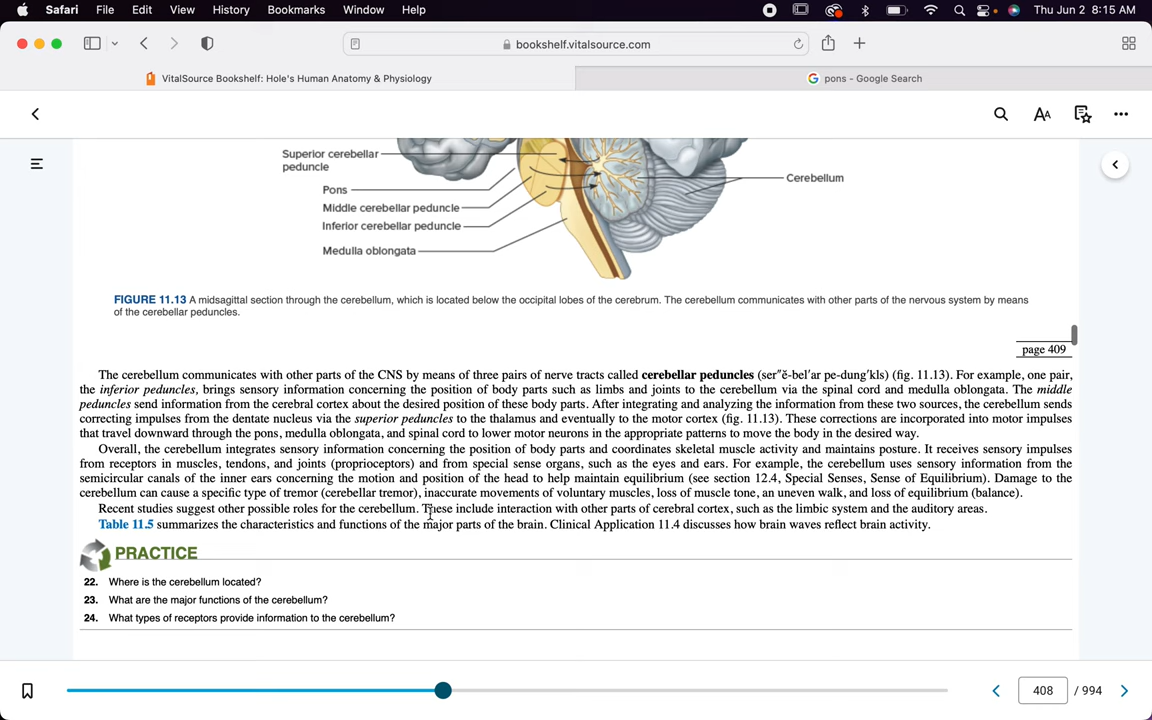 Safari File Edit View History Bookmarks Window Help Thu Jun 2 8:15 AM
bookshelf.vitalsource.com
VitalSource Bookshelf: Hole's Human Anatomy & Physiology
G pons - Google Search
AA
Superior cerebellar
peduncle
Pons
Middle cerebellar peduncle
Inferior cerebellar peduncle
Medulla oblongata
Cerebellum
FIGURE 11.13 A midsagittal section through the cerebellum, which is located below the occipital lobes of the cerebrum. The cerebellum communicates with other parts of the nervous system by means
of the cerebellar peduncles.
page 409
The cerebellum communicates with other parts of the CNS by means of three pairs of nerve tracts called cerebellar peduncles (ser″ĕ-bel′ar pe-dung′kls) (fig. 11.13). For example, one pair,
the inferior peduncles, brings sensory information concerning the position of body parts such as limbs and joints to the cerebellum via the spinal cord and medulla oblongata. The middle
peduncles send information from the cerebral cortex about the desired position of these body parts. After integrating and analyzing the information from these two sources, the cerebellum sends
correcting impulses from the dentate nucleus via the superior peduncles to the thalamus and eventually to the motor cortex (fig. 11.13). These corrections are incorporated into motor impulses
that travel downward through the pons, medulla oblongata, and spinal cord to lower motor neurons in the appropriate patterns to move the body in the desired way.
Overall, the cerebellum integrates sensory information concerning the position of body parts and coordinates skeletal muscle activity and maintains posture. It receives sensory impulses
from receptors in muscles, tendons, and joints (proprioceptors) and from special sense organs, such as the eyes and ears. For example, the cerebellum uses sensory information from the
semicircular canals of the inner ears concerning the motion and position of the head to help maintain equilibrium (see section 12.4, Special Senses, Sense of Equilibrium). Damage to the
cerebellum can cause a specific type of tremor (cerebellar tremor), inaccurate movements of voluntary muscles, loss of muscle tone, an uneven walk, and loss of equilibrium (balance).
Recent studies suggest other possible roles for the cerebellum. These include interaction with other parts of cerebral cortex, such as the limbic system and the auditory areas.
Table 11.5 summarizes the characteristics and functions of the major parts of the brain. Clinical Application 11.4 discusses how brain waves reflect brain activity.
PRACTICE
22. Where is the cerebellum located?
23. What are the major functions of the cerebellum?
24. What types of receptors provide information to the cerebellum?
408 / 994